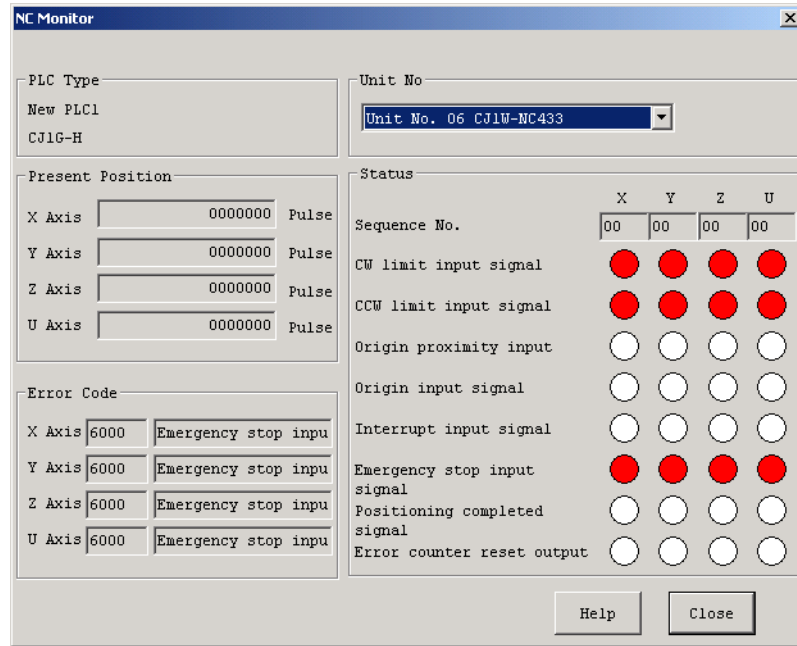 NC Monitor
PLC Type
New PLC1
CJ1G-H
Unit No
Unit No. 06 CJ1W-NC433
Present Position
X Axis 0000000 Pulse
Y Axis 0000000 Pulse
Z Axis 0000000 Pulse
U Axis 0000000 Pulse
Error Code
X Axis 6000 Emergency stop inpu
Y Axis 6000 Emergency stop inpu
Z Axis 6000 Emergency stop inpu
U Axis 6000 Emergency stop inpu
Status
X Y Z U
Sequence No. 00 00 00 00
CW limit input signal
CCW limit input signal
Origin proximity input
Origin input signal
Interrupt input signal
Emergency stop input
signal
Positioning completed
signal
Error counter reset output
Help Close